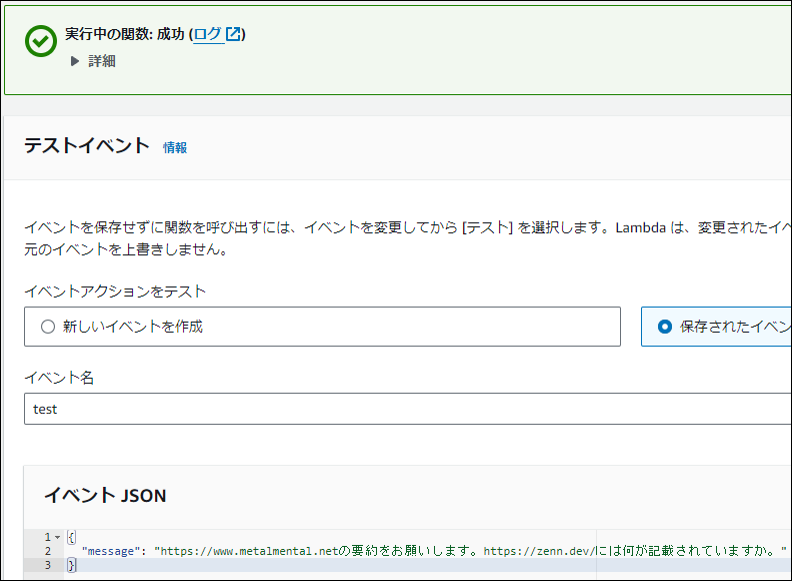 実行中の関数: 成功 (ログ)
詳細
テストイベント 情報
イベントを保存せずに関数を呼び出すには、イベントを変更してから [テスト] を選択します。Lambda は、変更されたイベ
元のイベントを上書きしません。
イベントアクションをテスト
新しいイベントを作成
保存されたイベン
イベント名
test
イベント JSON
1 {
2 "message": "https://www.metalmental.netの要約をお願いします。https://zenn.dev/には何が記載されていますか。"
3 }